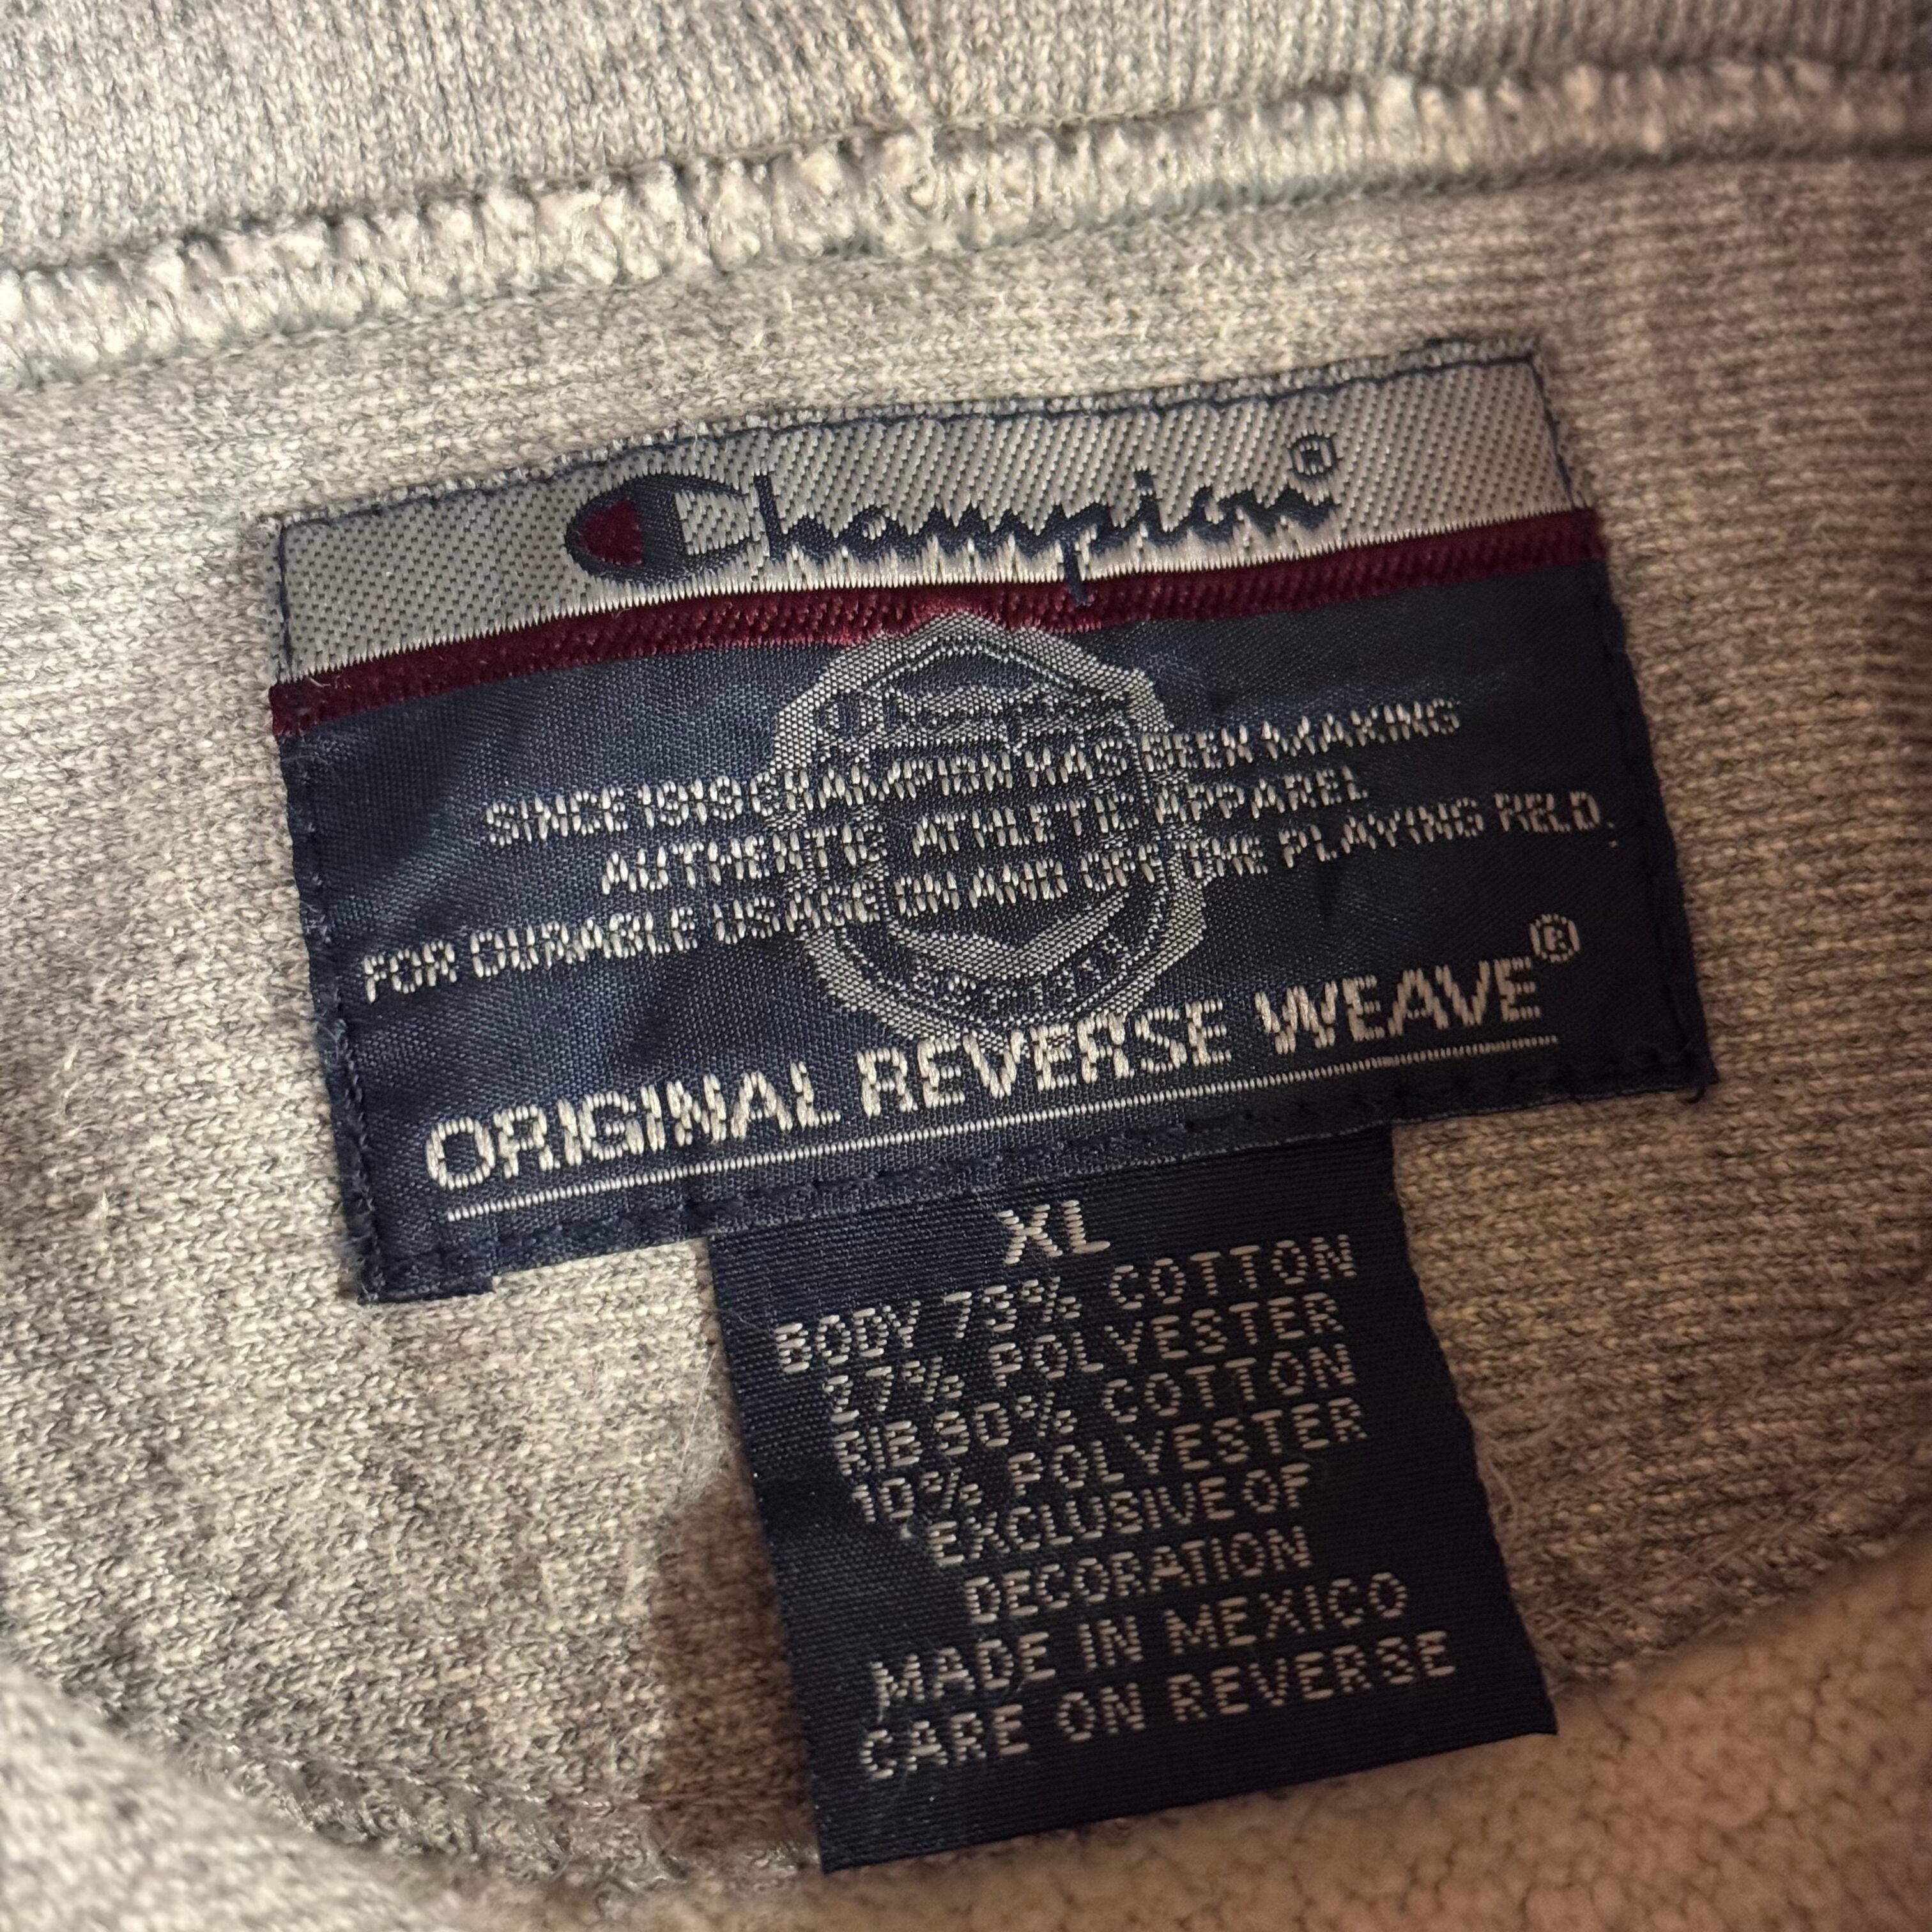 Champion®
Champion
SINCE 1919 CHAMPION HAS BEEN MAKING
AUTHENTIC ATHLETIC APPAREL
FOR DURABLE USAGE ON AND OFF THE PLAYING FIELD.
ORIGINAL REVERSE WEAVE®
XL
BODY 73% COTTON
27% POLYESTER
RIB 90% COTTON
10% POLYESTER
EXCLUSIVE OF
DECORATION
MADE IN MEXICO
CARE ON REVERSE